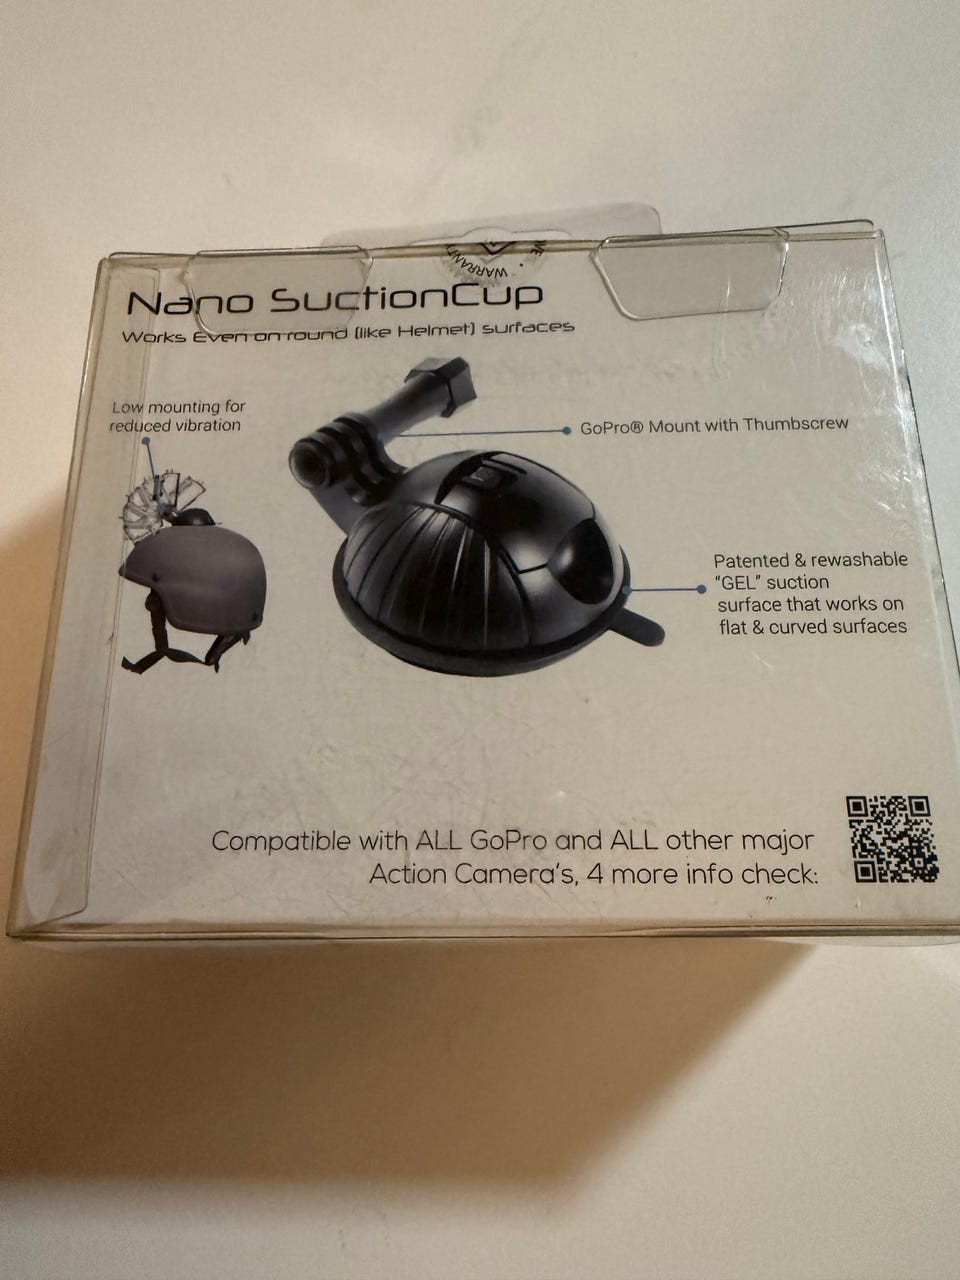 WARRANTY
Nano SuctionCup
Works Even on round (like Helmet) surfaces
Low mounting for
reduced vibration
GoPro® Mount with Thumbscrew
Patented & rewashable
"GEL" suction
surface that works on
flat & curved surfaces
Compatible with ALL GoPro and ALL other major
Action Camera's, 4 more info check: